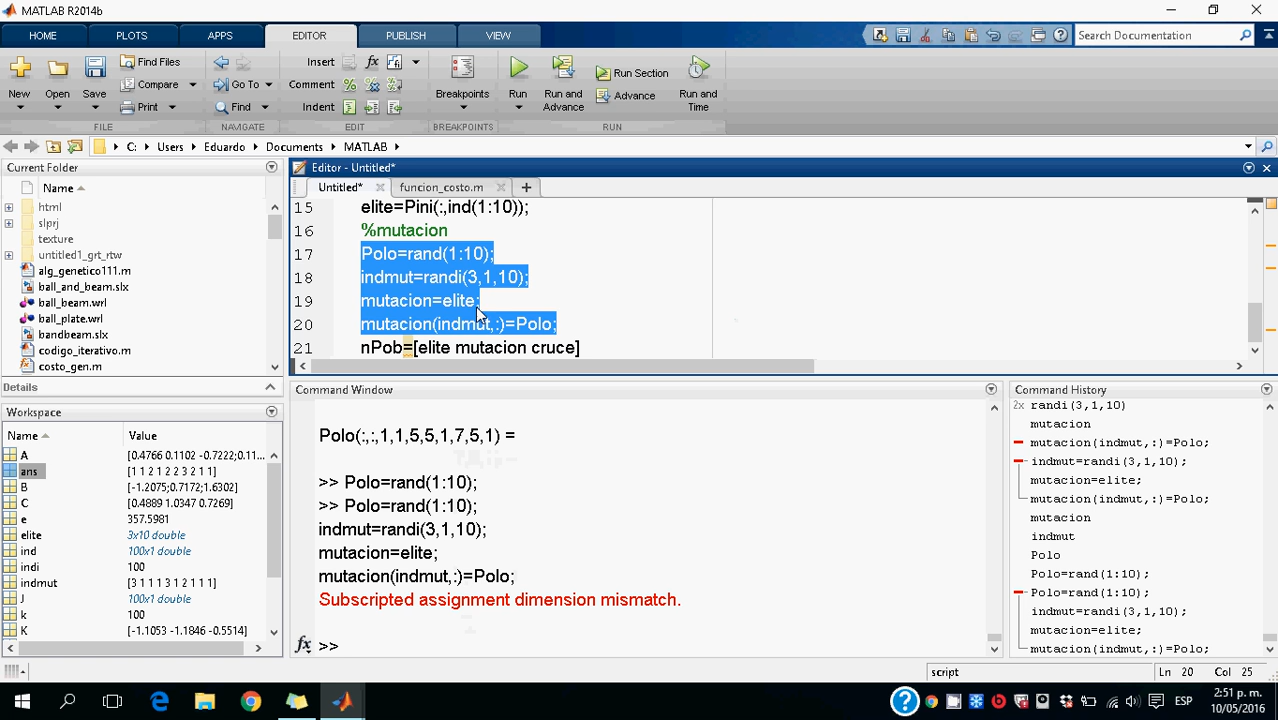 MATLAB R2014b
HOME PLOTS APPS EDITOR PUBLISH VIEW Search Documentation
New Open Save Find Files Compare Print Go To Find Insert Comment Indent Breakpoints Run Run and Advance Run Section Advance Run and Time
FILE NAVIGATE EDIT BREAKPOINTS RUN
C: Users Eduardo Documents MATLAB
Current Folder
Name
html
slprj
texture
untitled1_grt_rtw
alg_genetico111.m
ball_and_beam.slx
ball_beam.wrl
ball_plate.wrl
bandbeam.slx
codigo_iterativo.m
costo_gen.m
Details
Workspace
Name Value
A [0.4766 0.1102 -0.7222;0.11...
ans [1 1 2 1 2 2 3 2 1 1]
B [-1.2075;0.7172;1.6302]
C [0.4889 1.0347 0.7269]
e 357.5981
elite 3x10 double
ind 100x1 double
indi 100
indmut [3 1 1 1 3 1 2 1 1 1]
J 100x1 double
k 100
K [-1.1053 -1.1846 -0.5514]
Editor - Untitled*
Untitled* funcion_costo.m
15 elite=Pini(:,ind(1:10));
16 %mutacion
17 Polo=rand(1:10);
18 indmut=randi(3,1,10);
19 mutacion=elite;
20 mutacion(indmut,:)=Polo;
21 nPob=[elite mutacion cruce]
Command Window
Polo(:,:,1,1,5,5,1,7,5,1) =
>> Polo=rand(1:10);
>> Polo=rand(1:10);
indmut=randi(3,1,10);
mutacion=elite;
mutacion(indmut,:)=Polo;
Subscripted assignment dimension mismatch.
fx >>
Command History
2x randi(3,1,10)
mutacion
mutacion(indmut,:)=Polo;
indmut=randi(3,1,10);
mutacion=elite;
mutacion(indmut,:)=Polo;
mutacion
indmut
Polo
Polo=rand(1:10);
Polo=rand(1:10);
indmut=randi(3,1,10);
mutacion=elite;
mutacion(indmut,:)=Polo;
script Ln 20 Col 25
ESP
2:51 p. m.
10/05/2016